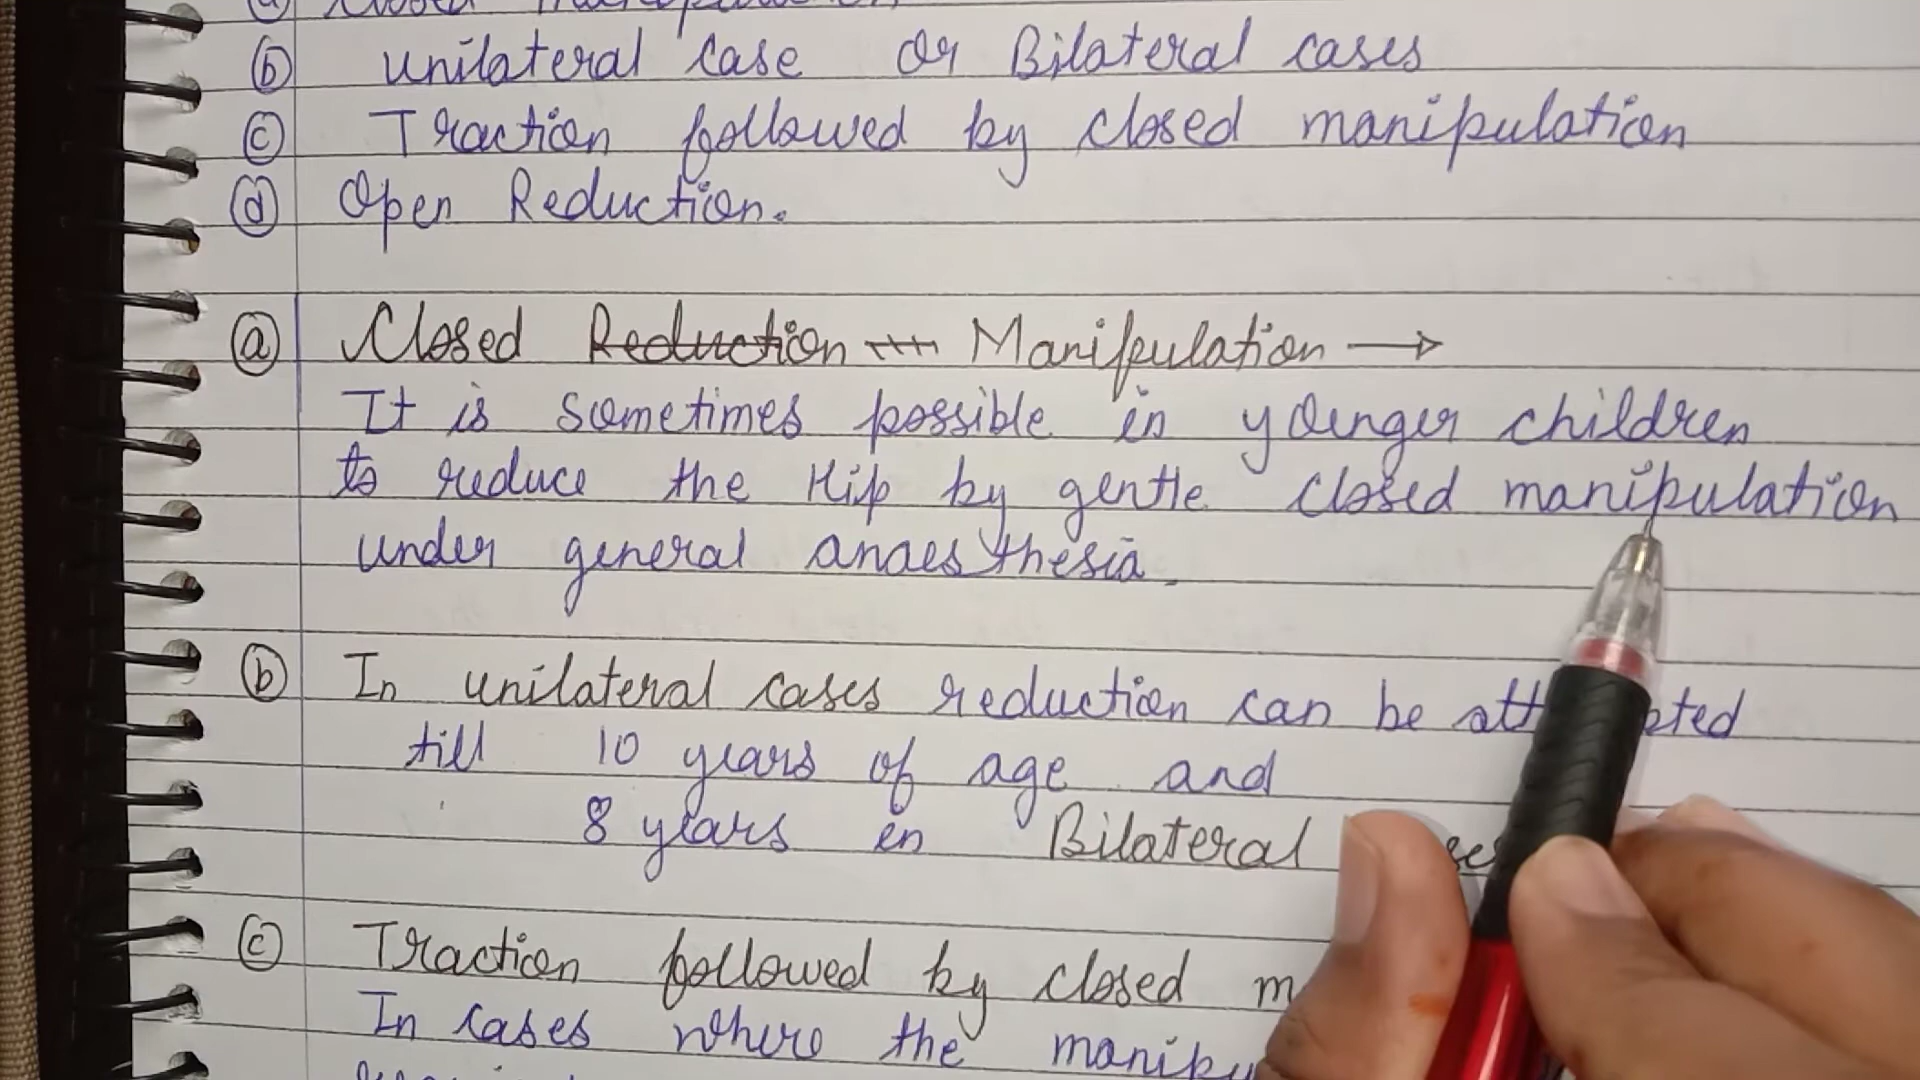 (a) Closed manipulation
(b) unilateral case or Bilateral cases
(c) Traction followed by closed manipulation
(d) Open Reduction.
(a) Closed Reduction Manipulation →
It is sometimes possible in younger children
to reduce the Hip by gentle closed manipulation
under general anaesthesia.
(b) In unilateral cases reduction can be
till 10 years of age and
8 years in Bilateral
(c) Traction followed by closed
In cases where the